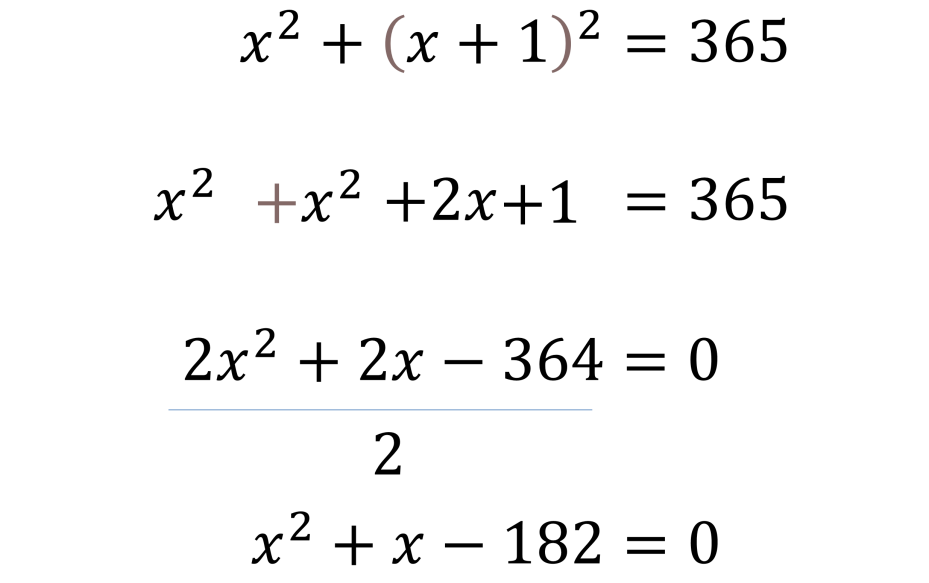 x² + (x + 1)² = 365
x² +x² +2x+1 = 365
2x² + 2x − 364 = 0
2
x² + x − 182 = 0